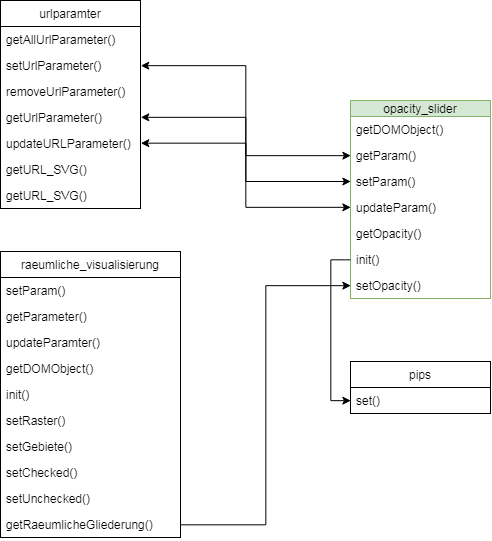 urlparamter
getAllUrlParameter()
setUrlParameter()
removeUrlParameter()
getUrlParameter()
updateURLParameter()
getURL_SVG()
getURL_SVG()
opacity_slider
getDOMObject()
getParam()
setParam()
updateParam()
getOpacity()
init()
setOpacity()
raeumliche_visualisierung
setParam()
getParameter()
updateParamter()
getDOMObject()
init()
setRaster()
setGebiete()
setChecked()
setUnchecked()
getRaeumlicheGliederung()
pips
set()